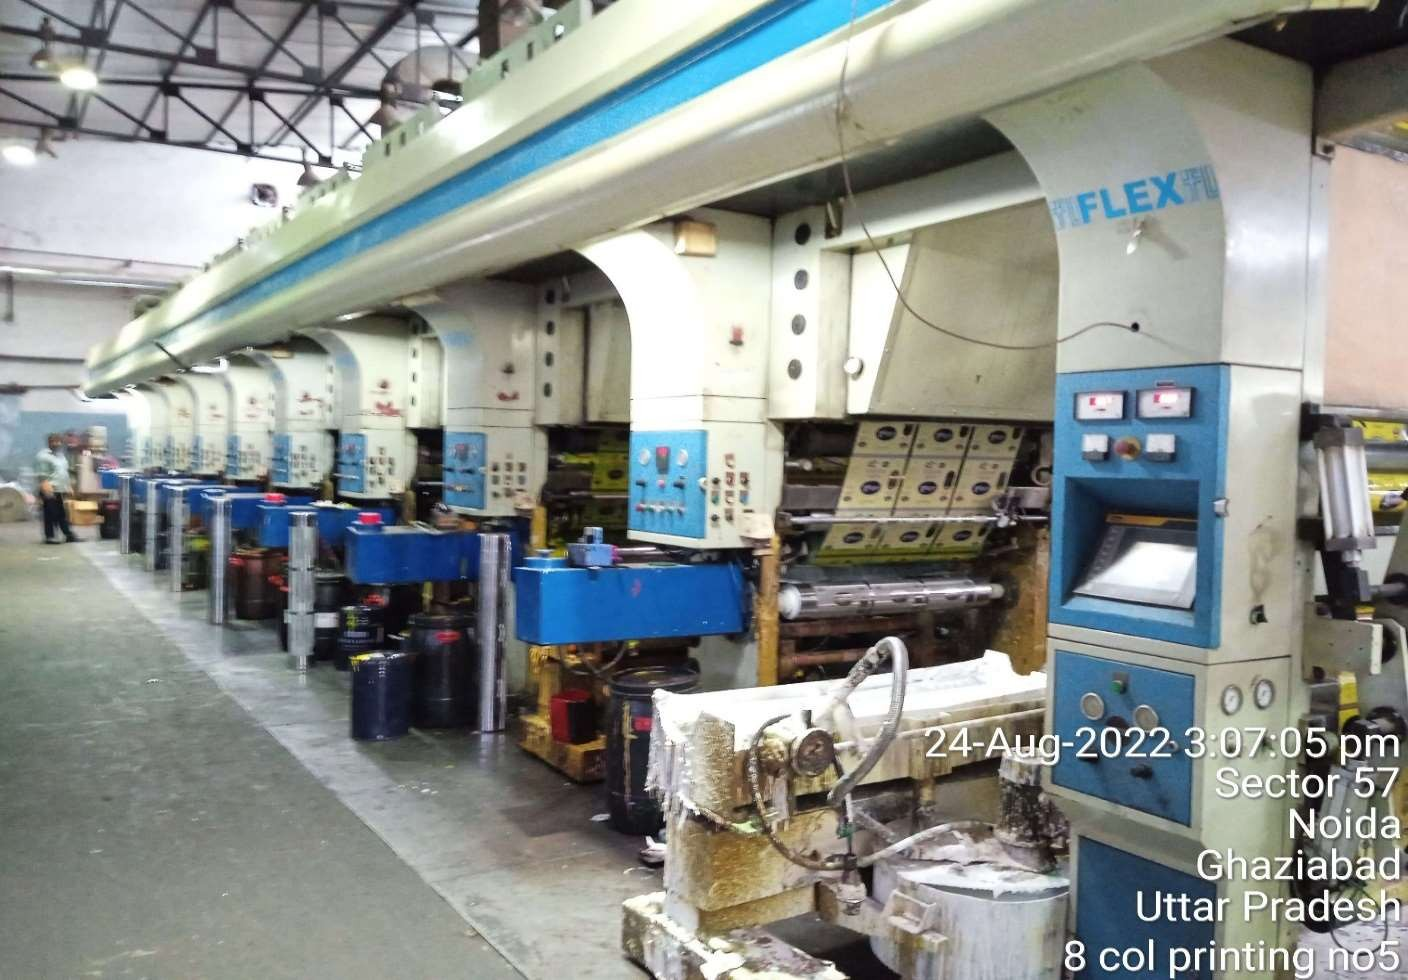 FLEX
24-Aug-2022 3:07:05 pm
Sector 57
Noida
Ghaziabad
Uttar Pradesh
8 col printing no5